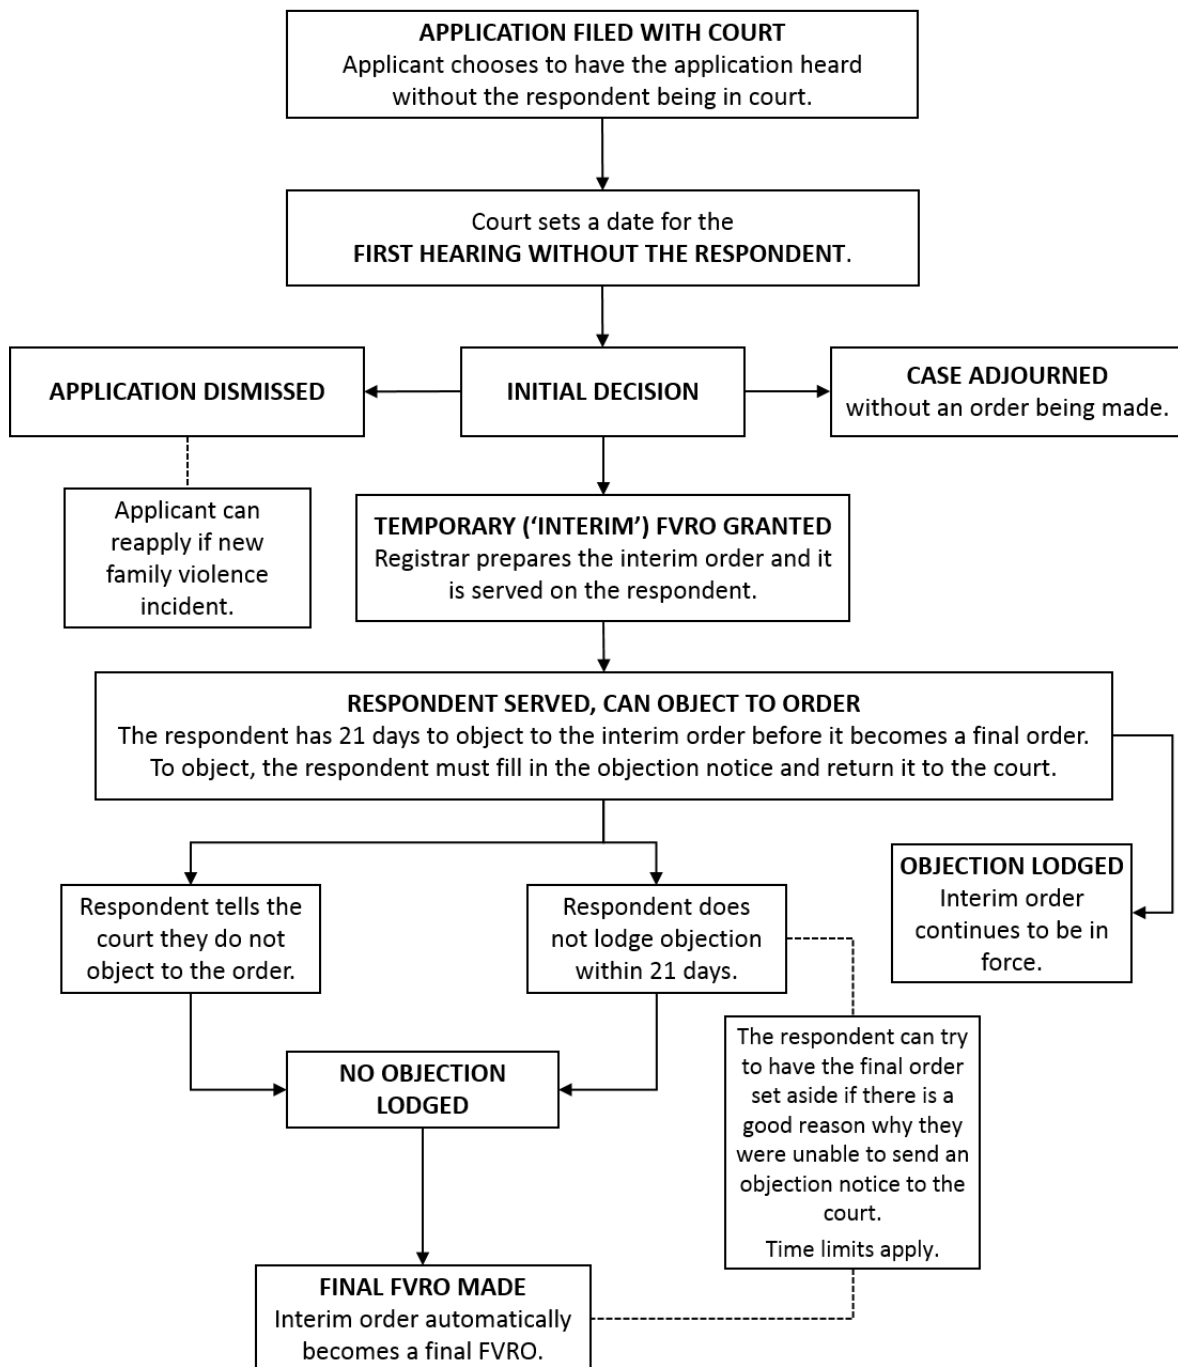 APPLICATION FILED WITH COURT
Applicant chooses to have the application heard
without the respondent being in court.
Court sets a date for the
FIRST HEARING WITHOUT THE RESPONDENT.
APPLICATION DISMISSED
INITIAL DECISION
CASE ADJOURNED
without an order being made.
Applicant can
reapply if new
family violence
incident.
TEMPORARY (‘INTERIM’) FVRO GRANTED
Registrar prepares the interim order and it
is served on the respondent.
RESPONDENT SERVED, CAN OBJECT TO ORDER
The respondent has 21 days to object to the interim order before it becomes a final order.
To object, the respondent must fill in the objection notice and return it to the court.
Respondent tells the
court they do not
object to the order.
Respondent does
not lodge objection
within 21 days.
OBJECTION LODGED
Interim order
continues to be in
force.
NO OBJECTION
LODGED
The respondent can try
to have the final order
set aside if there is a
good reason why they
were unable to send an
objection notice to the
court.
Time limits apply.
FINAL FVRO MADE
Interim order automatically
becomes a final FVRO.